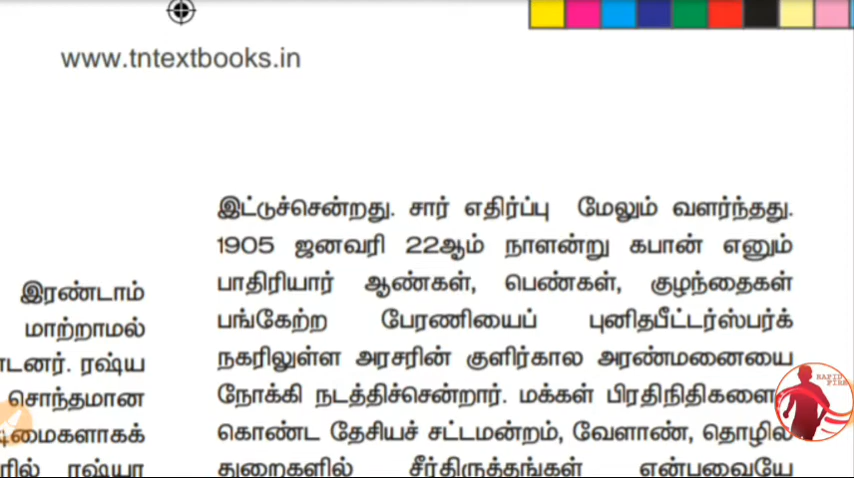 www.tntextbooks.in
இரண்டாம்
மாற்றாமல்
ரஷ்ய
சொந்தமான
ரஷ்யா
இட்டுச்சென்றது. சார் எதிர்ப்பு மேலும் வளர்ந்தது.
1905 ஜனவரி 22ஆம் நாளன்று கபான் எனும்
பாதிரியார் ஆண்கள், பெண்கள், குழந்தைகள்
பங்கேற்ற பேரணியைப் புனிதபீட்டர்ஸ்பர்க்
நகரிலுள்ள அரசரின் குளிர்கால அரண்மனையை
நோக்கி நடத்திச்சென்றார். மக்கள் பிரதிநிதிகளை
கொண்ட தேசியச் சட்டமன்றம், வேளாண், தொழில்
துறைகளில் சீர்திருத்தங்கள் என்பவையே